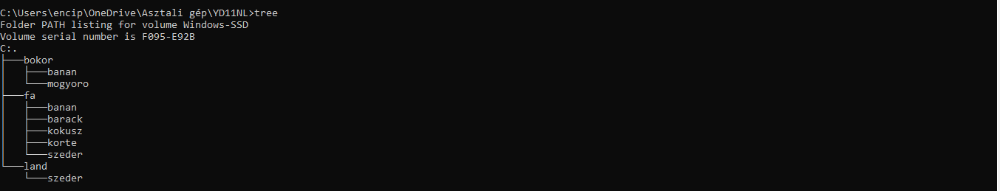 C:\Users\encip\OneDrive\Asztali gép\YD11NL>tree
Folder PATH listing for volume Windows-SSD
Volume serial number is F095-E92B
C:.
├───bokor
│   ├───banan
│   └───mogyoro
├───fa
│   ├───banan
│   ├───barack
│   ├───kokusz
│   ├───korte
│   └───szeder
└───land
    └───szeder